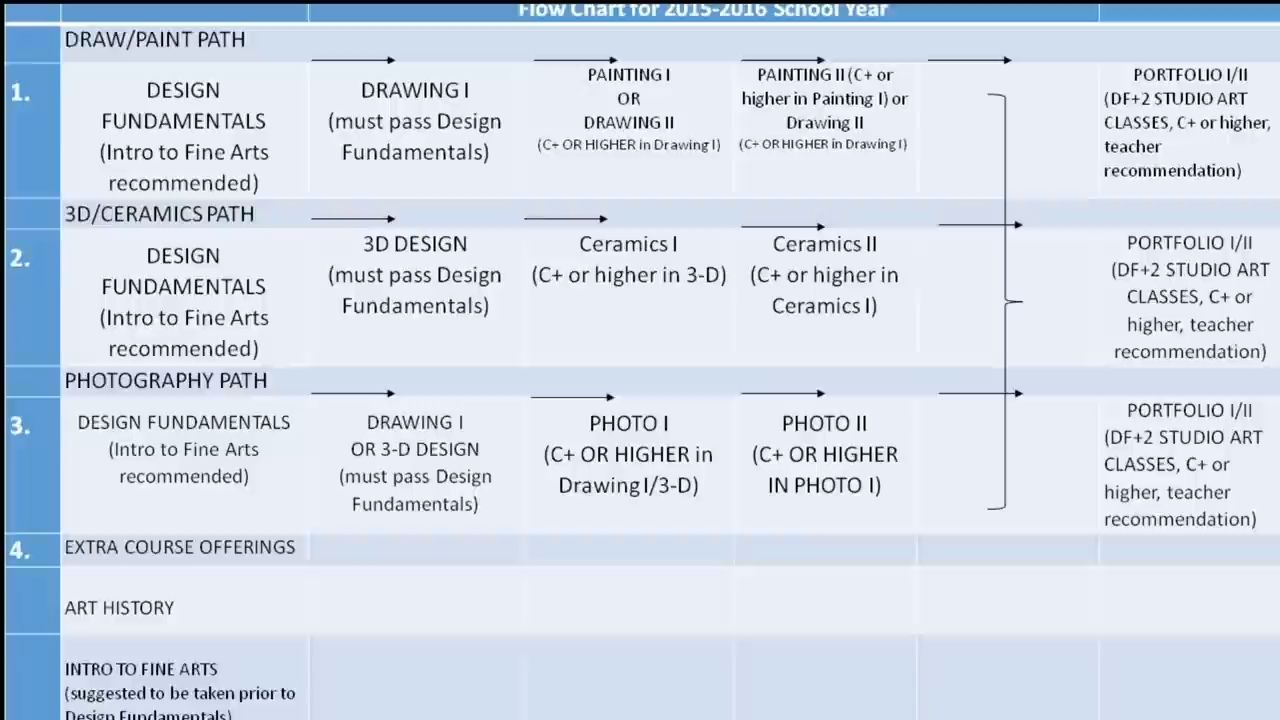 Flow Chart for 2015-2016 School Year
DRAW/PAINT PATH
1.
DESIGN
FUNDAMENTALS
(Intro to Fine Arts
recommended)
DRAWING I
(must pass Design
Fundamentals)
PAINTING I
OR
DRAWING II
(C+ OR HIGHER in Drawing I)
PAINTING II (C+ or
higher in Painting I) or
Drawing II
(C+ OR HIGHER in Drawing I)
PORTFOLIO I/II
(DF+2 STUDIO ART
CLASSES, C+ or higher,
teacher
recommendation)
3D/CERAMICS PATH
2.
DESIGN
FUNDAMENTALS
(Intro to Fine Arts
recommended)
3D DESIGN
(must pass Design
Fundamentals)
Ceramics I
(C+ or higher in 3-D)
Ceramics II
(C+ or higher in
Ceramics I)
PORTFOLIO I/II
(DF+2 STUDIO ART
CLASSES, C+ or
higher, teacher
recommendation)
PHOTOGRAPHY PATH
3.
DESIGN FUNDAMENTALS
(Intro to Fine Arts
recommended)
DRAWING I
OR 3-D DESIGN
(must pass Design
Fundamentals)
PHOTO I
(C+ OR HIGHER in
Drawing I/3-D)
PHOTO II
(C+ OR HIGHER
IN PHOTO I)
PORTFOLIO I/II
(DF+2 STUDIO ART
CLASSES, C+ or
higher, teacher
recommendation)
4.
EXTRA COURSE OFFERINGS
ART HISTORY
INTRO TO FINE ARTS
(suggested to be taken prior to
Design Fundamentals)